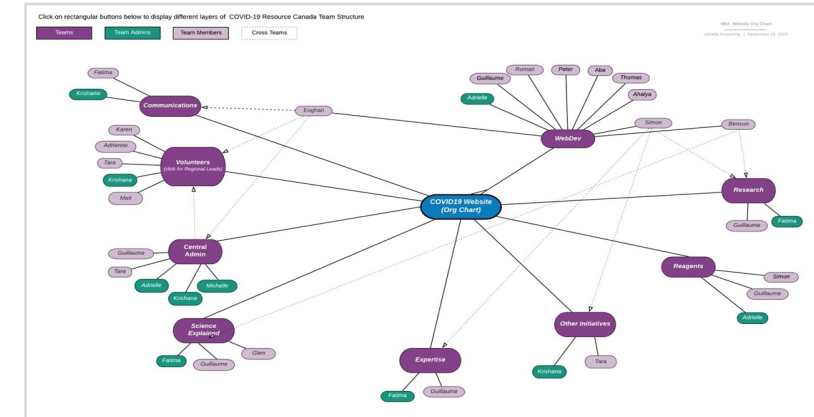 Click on rectangular buttons below to display different layers of COVID-19 Resource Canada Team Structure
Teams
Team Admins
Team Members
Cross Teams
Fatima
Krishana
Communications
Enghan
Karen
Adrienne
Tara
Krishana
Matt
Volunteers
(click for Regional Leads)
Guillaume
Roman
Peter
Abe
Thomas
Ahalya
Adrielle
Simon
Bensun
WebDev
COVID19 Website
(Org Chart)
Research
Guillaume
Fatima
Central
Admin
Guillaume
Tara
Adrielle
Krishana
Michelle
Reagents
Simon
Guillaume
Adrielle
Science
Explained
Fatima
Guillaume
Glen
Expertise
Fatima
Guillaume
Other Initiatives
Krishana
Tara